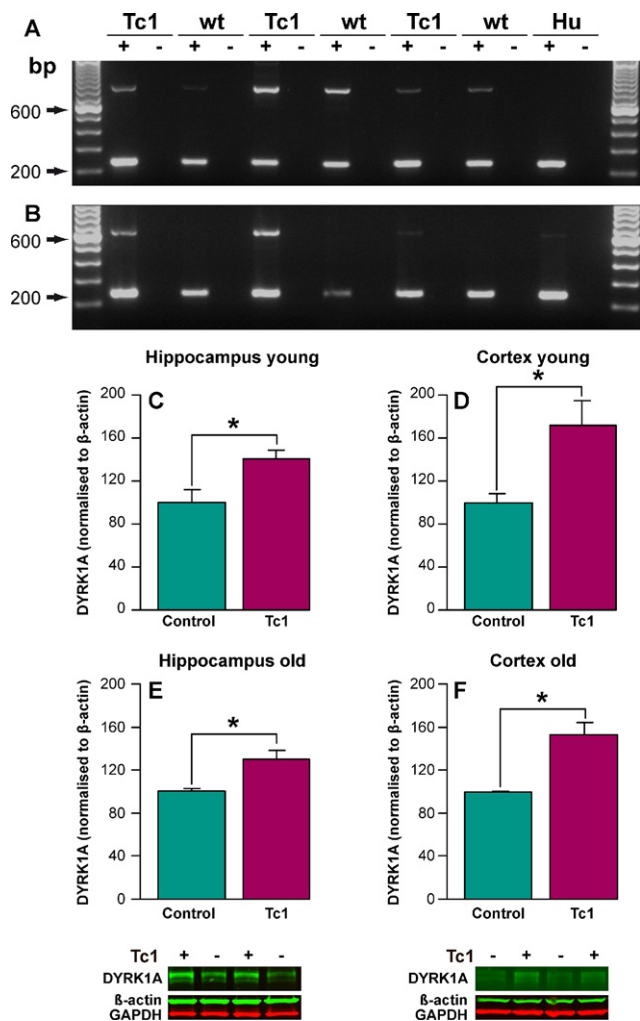 A Tc1 wt Tc1 wt Tc1 wt Hu
+ - + - + - + - + - + - + -
bp
600
200
B
600
200
Hippocampus young
C
DYRK1A (normalised to β-actin)
200
160
120
80
40
0
*
Control Tc1
Cortex young
D
DYRK1A (normalised to β-actin)
200
160
120
80
40
0
*
Control Tc1
Hippocampus old
E
DYRK1A (normalised to β-actin)
200
160
120
80
40
0
*
Control Tc1
Cortex old
F
DYRK1A (normalised to β-actin)
200
160
120
80
40
0
*
Control Tc1
Tc1 + - + -
DYRK1A
ß-actin
GAPDH
Tc1 - + - +
DYRK1A
ß-actin
GAPDH